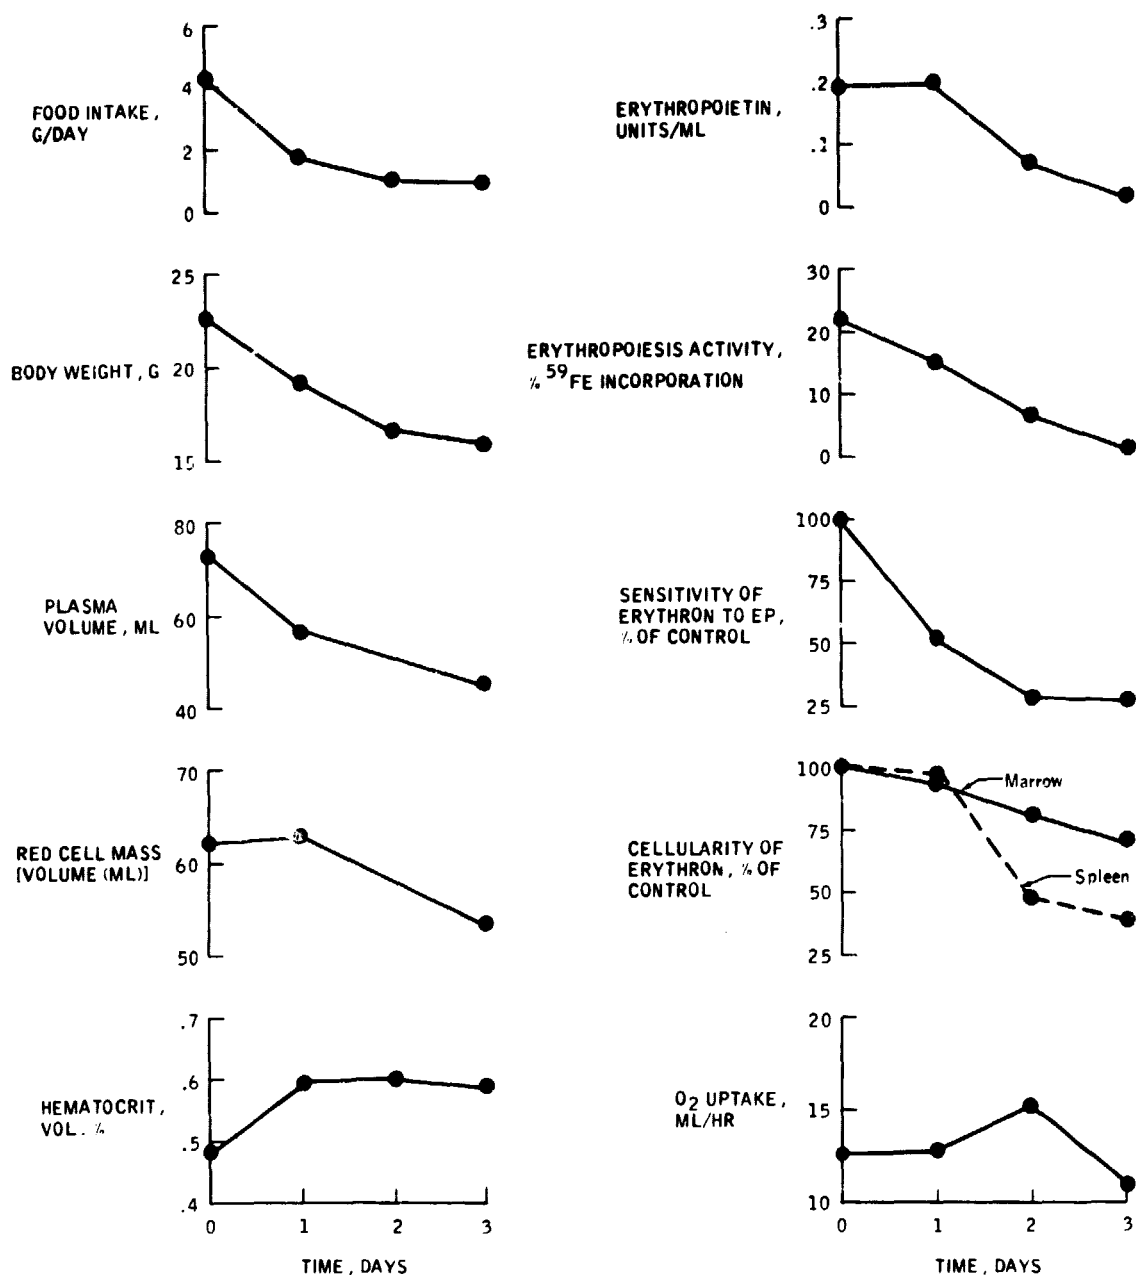 6
4
2
0
FOOD INTAKE,
G/DAY
25
20
15
BODY WEIGHT, G
80
60
40
PLASMA
VOLUME, ML
70
60
50
RED CELL MASS
[VOLUME (ML)]
.7
.6
.5
.4
HEMATOCRIT,
VOL. %
0 1 2 3
TIME, DAYS
.3
.2
.1
0
ERYTHROPOIETIN,
UNITS/ML
30
20
10
0
ERYTHROPOIESIS ACTIVITY,
% 59FE INCORPORATION
100
75
50
25
SENSITIVITY OF
ERYTHRON TO EP,
% OF CONTROL
100
75
50
25
CELLULARITY OF
ERYTHRON, % OF
CONTROL
Marrow
Spleen
20
15
10
O2 UPTAKE,
ML/HR
0 1 2 3
TIME, DAYS